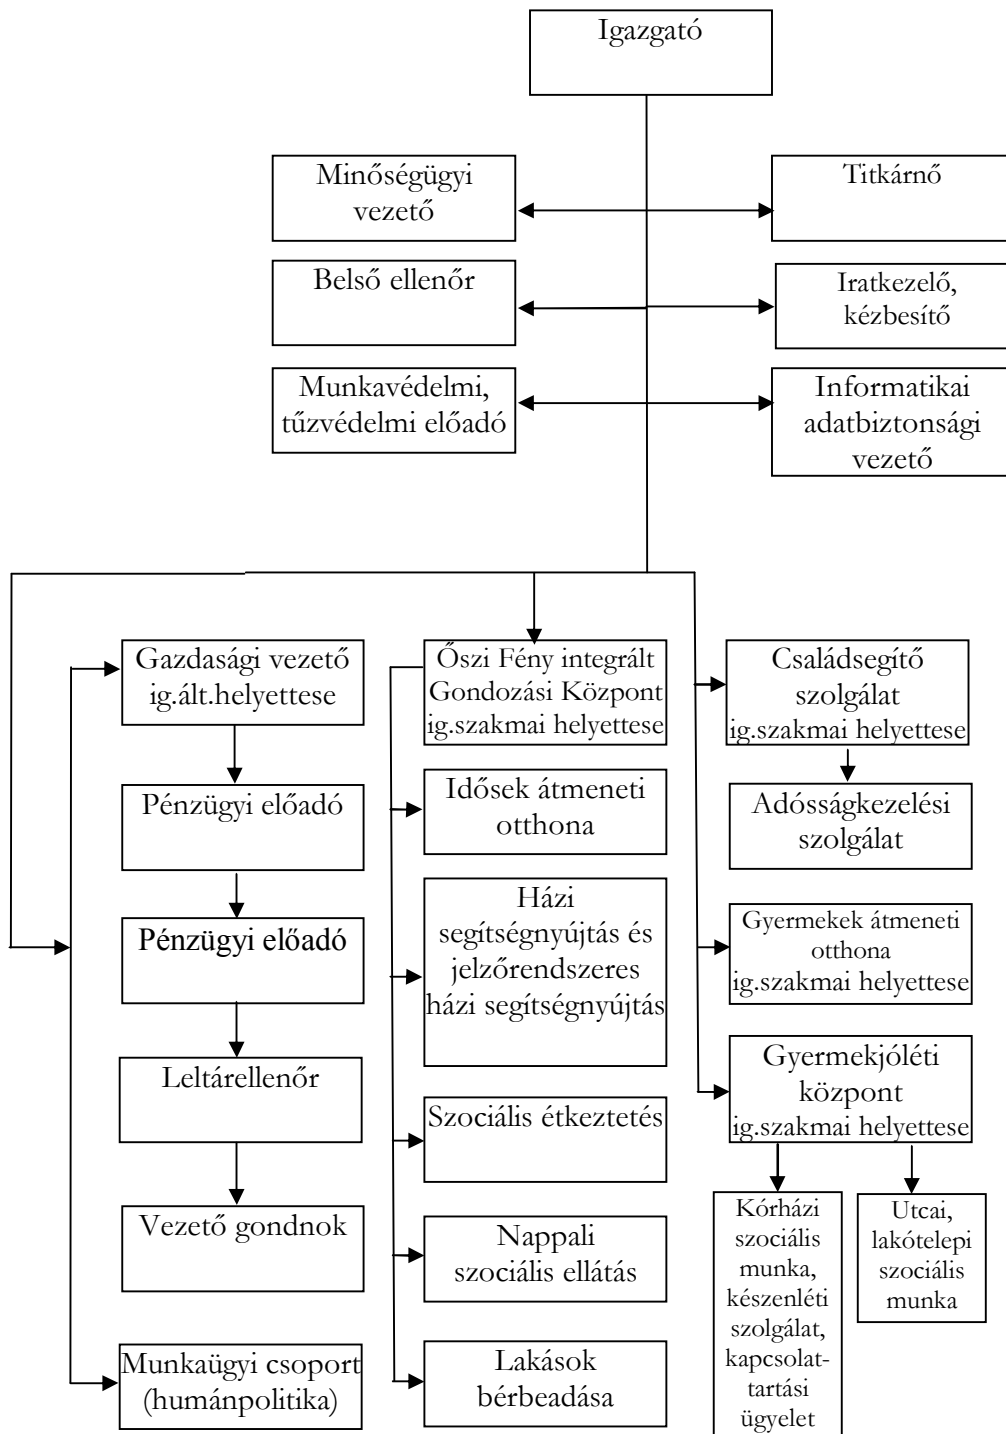 Igazgató
Minőségügyi
vezető
Titkárnő
Belső ellenőr
Iratkezelő,
kézbesítő
Munkavédelmi,
tűzvédelmi előadó
Informatikai
adatbiztonsági
vezető
Gazdasági vezető
ig.ált.helyettese
Pénzügyi előadó
Pénzügyi előadó
Leltárellenőr
Vezető gondnok
Munkaügyi csoport
(humánpolitika)
Őszi Fény integrált
Gondozási Központ
ig.szakmai helyettese
Idősek átmeneti
otthona
Házi
segítségnyújtás és
jelzőrendszeres
házi segítségnyújtás
Szociális étkeztetés
Nappali
szociális ellátás
Lakások
bérbeadása
Családsegítő
szolgálat
ig.szakmai helyettese
Adósságkezelési
szolgálat
Gyermekek átmeneti
otthona
ig.szakmai helyettese
Gyermekjóléti
központ
ig.szakmai helyettese
Kórházi
szociális
munka,
készenléti
szolgálat,
kapcsolat-
tartási
ügyelet
Utcai,
lakótelepi
szociális
munka